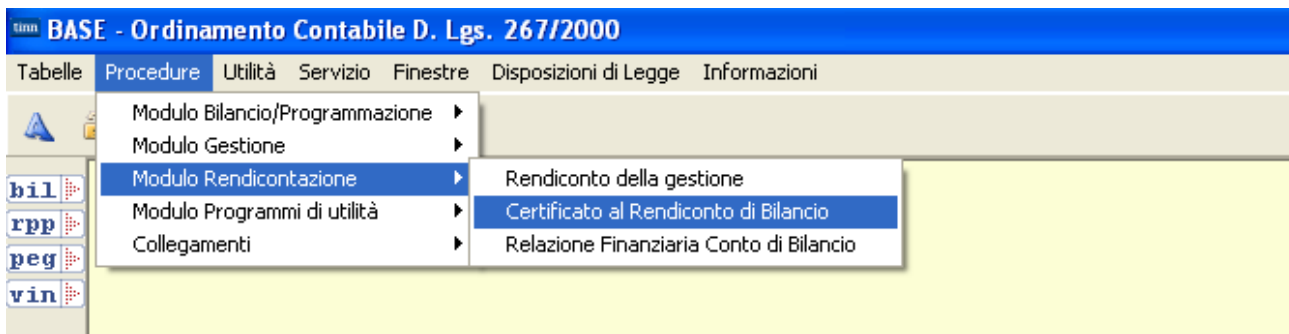 tinn BASE - Ordinamento Contabile D. Lgs. 267/2000
Tabelle Procedure Utilità Servizio Finestre Disposizioni di Legge Informazioni
Modulo Bilancio/Programmazione
Modulo Gestione
Modulo Rendicontazione
Modulo Programmi di utilità
Collegamenti
Rendiconto della gestione
Certificato al Rendiconto di Bilancio
Relazione Finanziaria Conto di Bilancio
bil
rpp
peg
vin